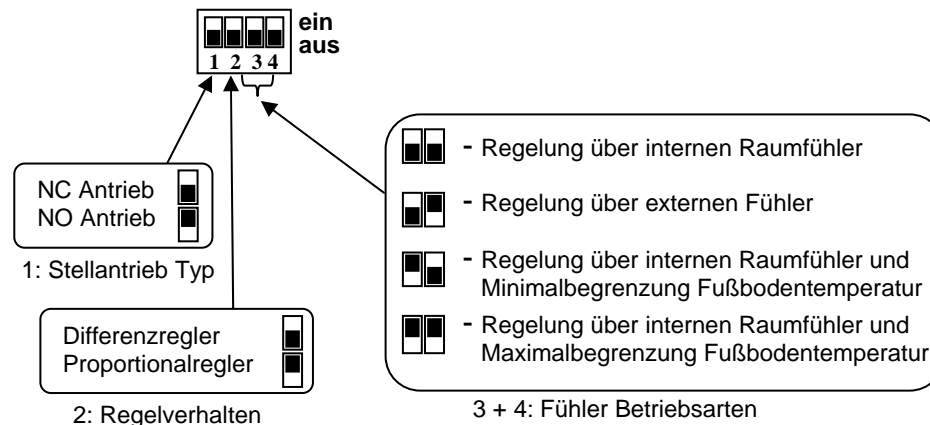 ein
aus
1 2 3 4
NC Antrieb
NO Antrieb
1: Stellantrieb Typ
Differenzregler
Proportionalregler
2: Regelverhalten
- Regelung über internen Raumfühler
- Regelung über externen Fühler
- Regelung über internen Raumfühler und
Minimalbegrenzung Fußbodentemperatur
- Regelung über internen Raumfühler und
Maximalbegrenzung Fußbodentemperatur
3 + 4: Fühler Betriebsarten